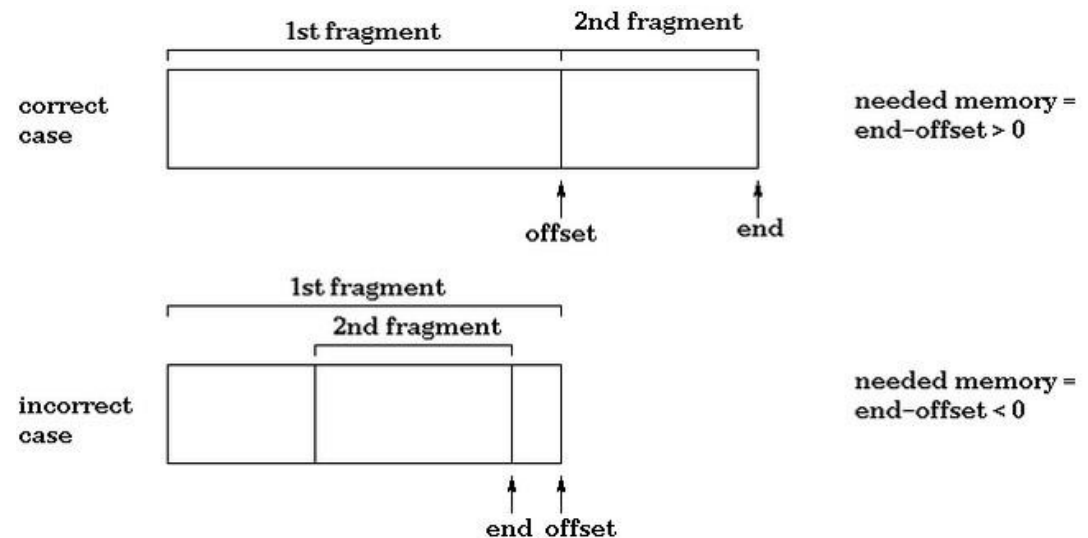 1st fragment
2nd fragment
correct
case
needed memory =
end-offset > 0
offset
end
1st fragment
2nd fragment
incorrect
case
needed memory =
end-offset < 0
end offset